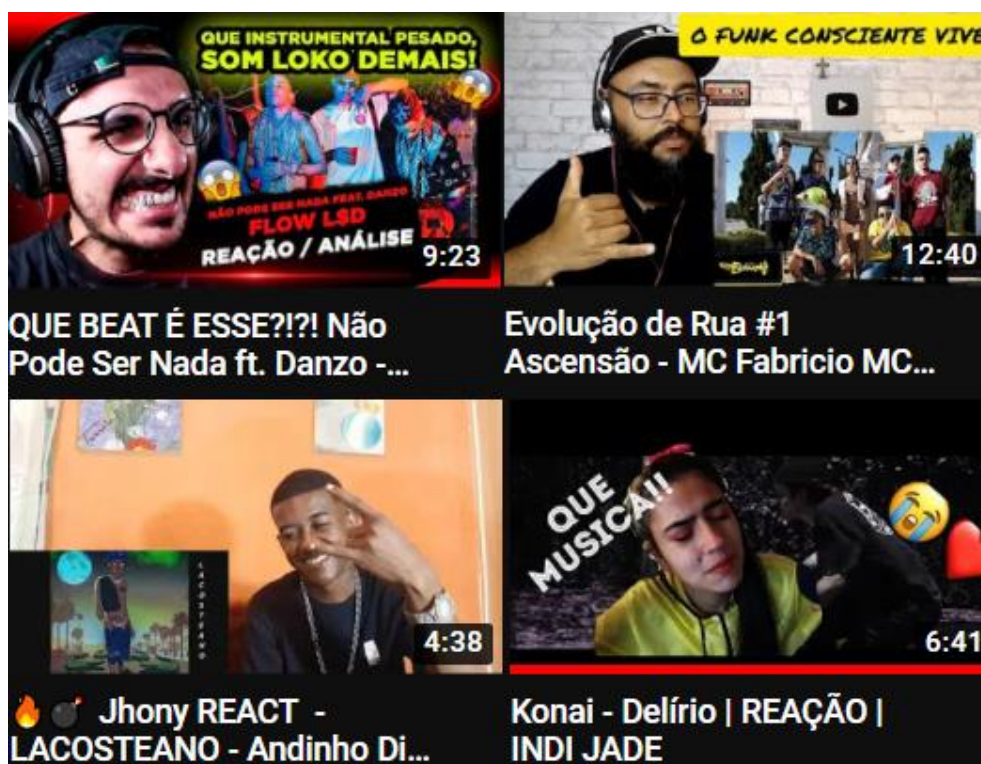 QUE INSTRUMENTAL PESADO,
SOM LOKO DEMAIS!
NÃO PODE SER NADA FEAT. DANZO
FLOW L$D
REAÇÃO / ANÁLISE
9:23
QUE BEAT É ESSE?!?! Não
Pode Ser Nada ft. Danzo -...
O FUNK CONSCIENTE VIVE
12:40
Evolução de Rua #1
Ascensão - MC Fabricio MC...
LACOSTEANO
4:38
🔥 💣 Jhony REACT -
LACOSTEANO - Andinho Di...
QUE
MUSICA!!
6:41
Konai - Delírio | REAÇÃO |
INDI JADE